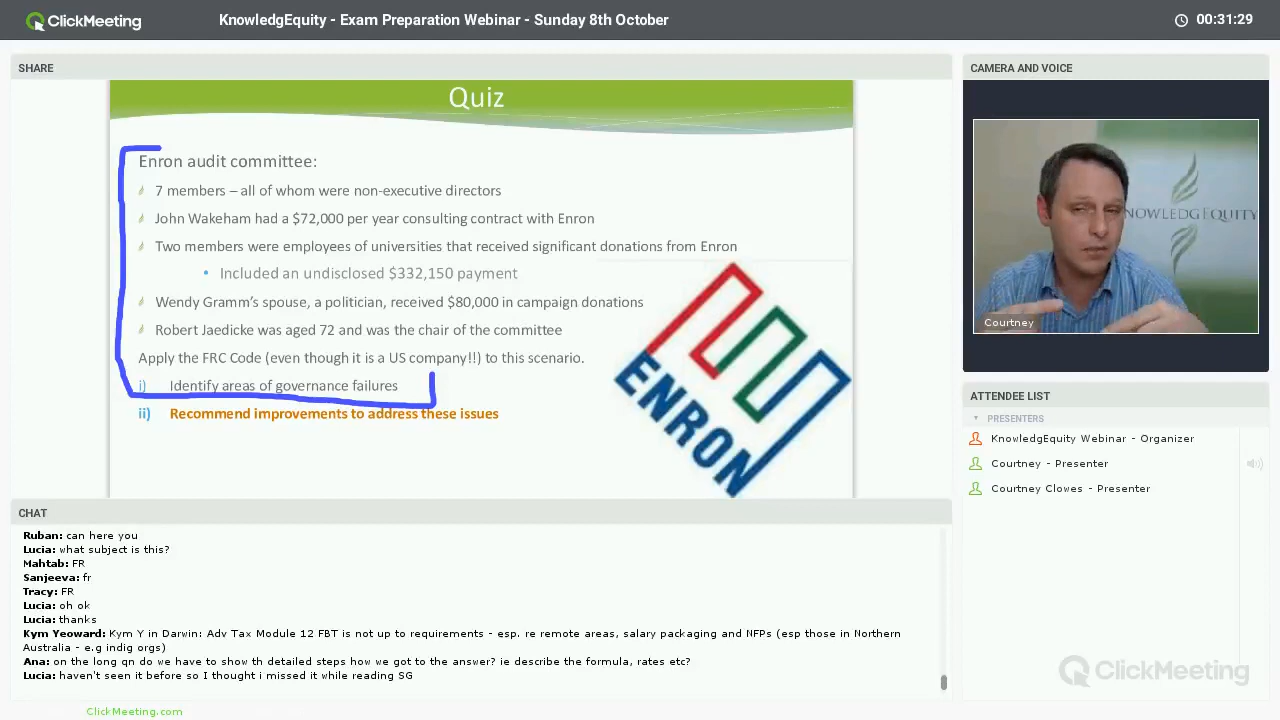 ClickMeeting
KnowledgEquity - Exam Preparation Webinar - Sunday 8th October
00:31:29
SHARE
Quiz
Enron audit committee:
7 members – all of whom were non-executive directors
John Wakeham had a $72,000 per year consulting contract with Enron
Two members were employees of universities that received significant donations from Enron
• Included an undisclosed $332,150 payment
Wendy Gramm's spouse, a politician, received $80,000 in campaign donations
Robert Jaedicke was aged 72 and was the chair of the committee
Apply the FRC Code (even though it is a US company!!) to this scenario.
i) Identify areas of governance failures
ii) Recommend improvements to address these issues
ENRON
CAMERA AND VOICE
NOWLEDGEQUITY
Courtney
ATTENDEE LIST
PRESENTERS
KnowledgEquity Webinar - Organizer
Courtney - Presenter
Courtney Clowes - Presenter
CHAT
Ruban: can here you
Lucia: what subject is this?
Mahtab: FR
Sanjeeva: fr
Tracy: FR
Lucia: oh ok
Lucia: thanks
Kym Yeoward: Kym Y in Darwin: Adv Tax Module 12 FBT is not up to requirements - esp. re remote areas, salary packaging and NFPs (esp those in Northern
Australia - e.g indig orgs)
Ana: on the long qn do we have to show th detailed steps how we got to the answer? ie describe the formula, rates etc?
Lucia: haven't seen it before so I thought i missed it while reading SG
ClickMeeting
ClickMeeting.com